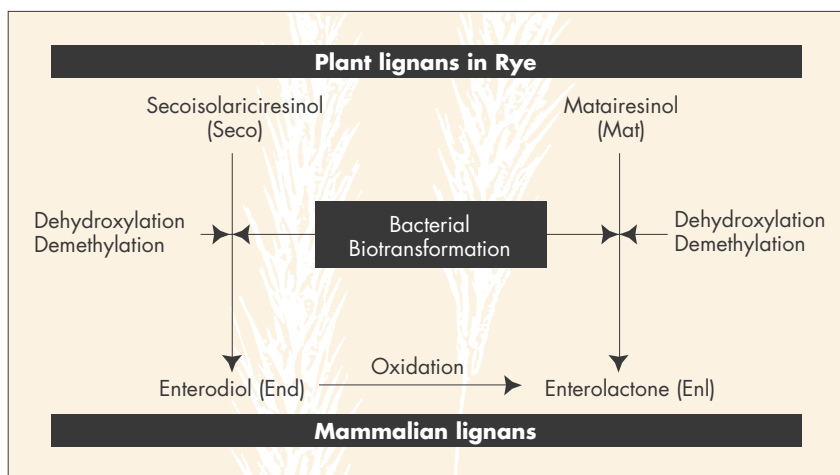 Plant lignans in Rye
Secoisolariciresinol
(Seco)
Matairesinol
(Mat)
Dehydroxylation
Demethylation
Bacterial
Biotransformation
Dehydroxylation
Demethylation
Oxidation
Enterodiol (End)
Enterolactone (Enl)
Mammalian lignans